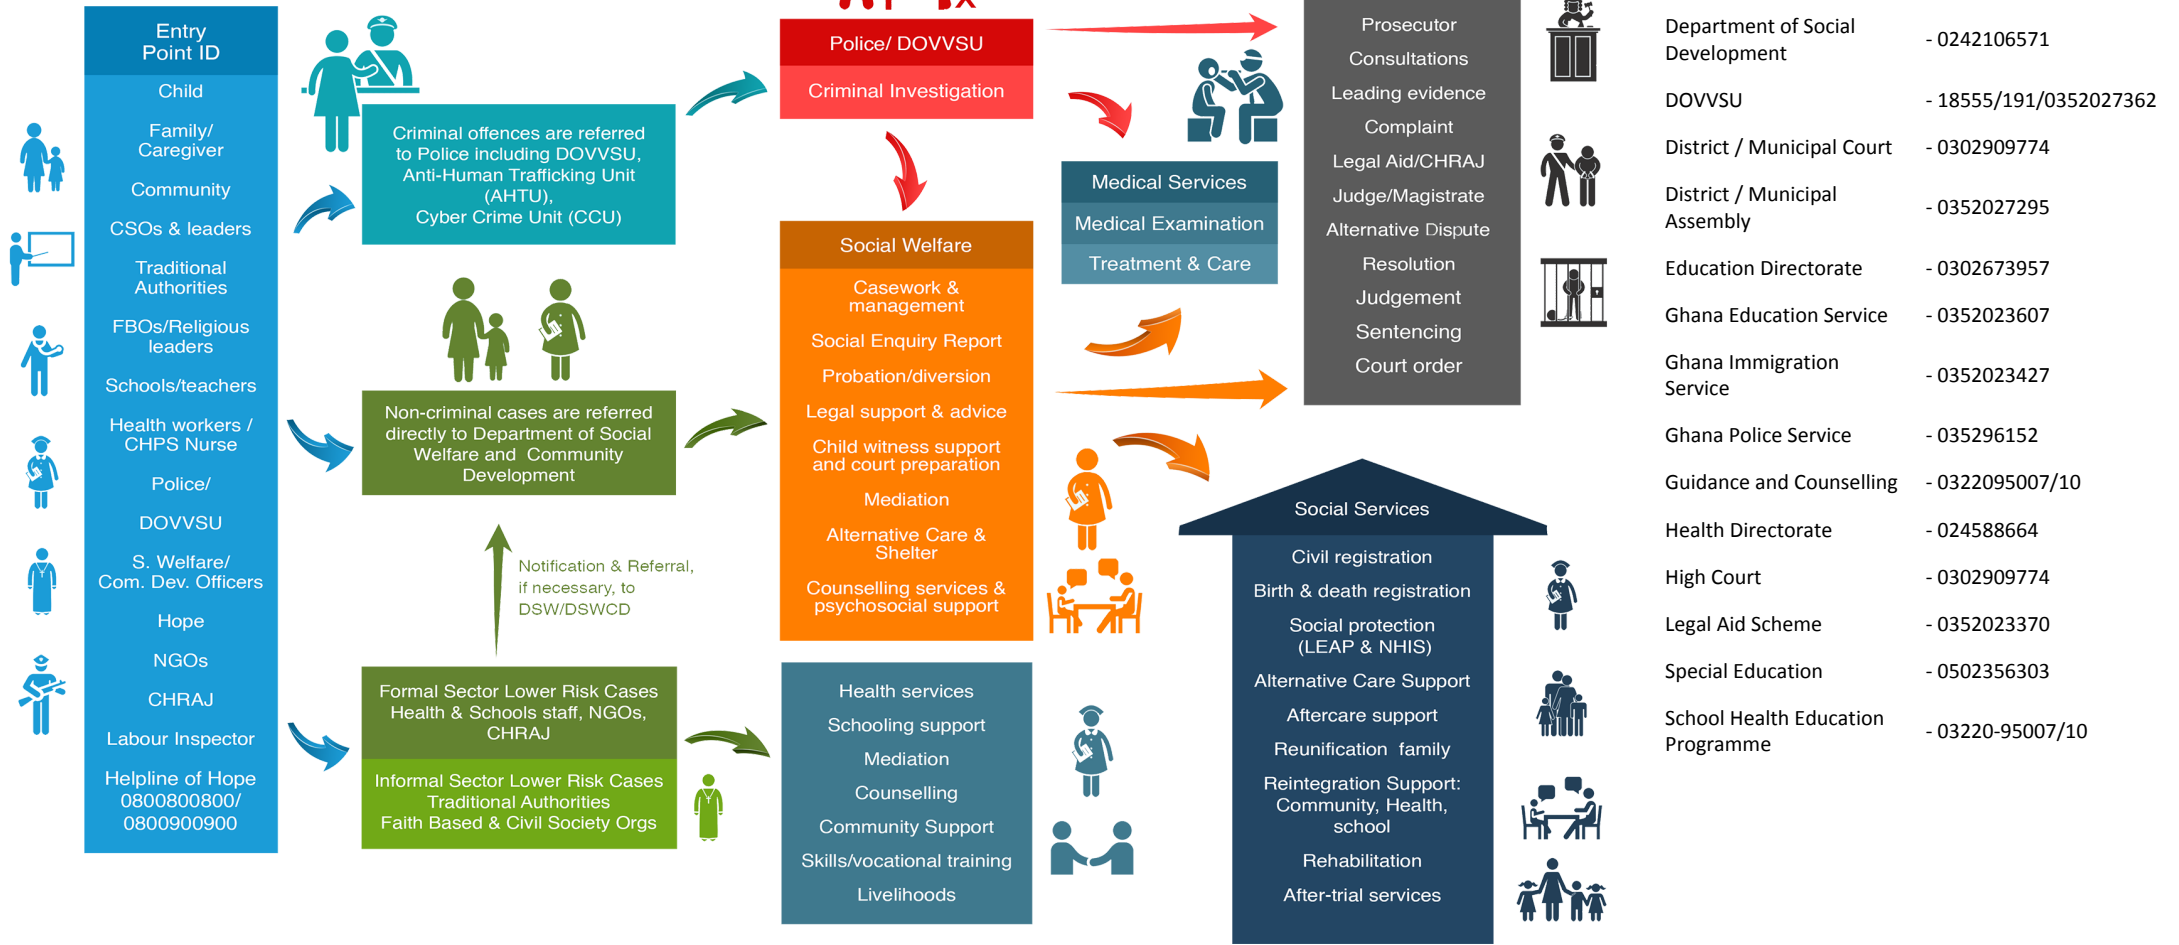 Entry
Point ID
Child
Family/
Caregiver
Community
CSOs & leaders
Traditional
Authorities
FBOs/Religious
leaders
Schools/teachers
Health workers /
CHPS Nurse
Police/
DOVVSU
S. Welfare/
Com. Dev. Officers
Hope
NGOs
CHRAJ
Labour Inspector
Helpline of Hope
0800800800/
0800900900
Criminal offences are referred
to Police including DOVVSU,
Anti-Human Trafficking Unit
(AHTU),
Cyber Crime Unit (CCU)
Non-criminal cases are referred
directly to Department of Social
Welfare and Community
Development
Notification & Referral,
if necessary, to
DSW/DSWCD
Formal Sector Lower Risk Cases
Health & Schools staff, NGOs,
CHRAJ
Informal Sector Lower Risk Cases
Traditional Authorities
Faith Based & Civil Society Orgs
Police/ DOVVSU
Criminal Investigation
Social Welfare
Casework &
management
Social Enquiry Report
Probation/diversion
Legal support & advice
Child witness support
and court preparation
Mediation
Alternative Care &
Shelter
Counselling services &
psychosocial support
Health services
Schooling support
Mediation
Counselling
Community Support
Skills/vocational training
Livelihoods
Medical Services
Medical Examination
Treatment & Care
Prosecutor
Consultations
Leading evidence
Complaint
Legal Aid/CHRAJ
Judge/Magistrate
Alternative Dispute
Resolution
Judgement
Sentencing
Court order
Social Services
Civil registration
Birth & death registration
Social protection
(LEAP & NHIS)
Alternative Care Support
Aftercare support
Reunification family
Reintegration Support:
Community, Health,
school
Rehabilitation
After-trial services
Department of Social
Development - 0242106571
DOVVSU - 18555/191/0352027362
District / Municipal Court - 0302909774
District / Municipal
Assembly - 0352027295
Education Directorate - 0302673957
Ghana Education Service - 0352023607
Ghana Immigration
Service - 0352023427
Ghana Police Service - 035296152
Guidance and Counselling - 0322095007/10
Health Directorate - 024588664
High Court - 0302909774
Legal Aid Scheme - 0352023370
Special Education - 0502356303
School Health Education
Programme - 03220-95007/10